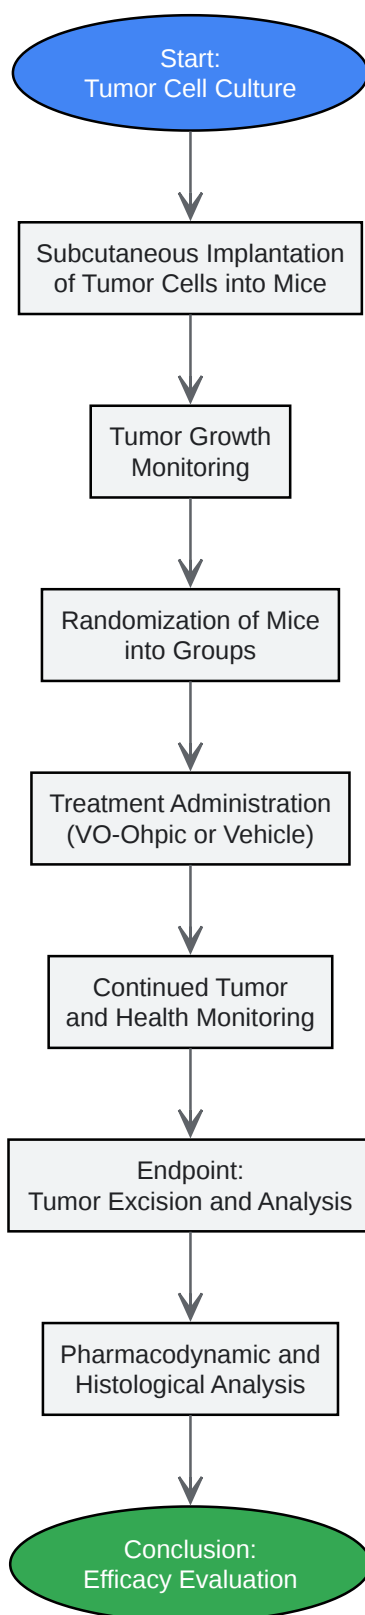 Start:
Tumor Cell Culture
Subcutaneous Implantation
of Tumor Cells into Mice
Tumor Growth
Monitoring
Randomization of Mice
into Groups
Treatment Administration
(VO-Ohpic or Vehicle)
Continued Tumor
and Health Monitoring
Endpoint:
Tumor Excision and Analysis
Pharmacodynamic and
Histological Analysis
Conclusion:
Efficacy Evaluation